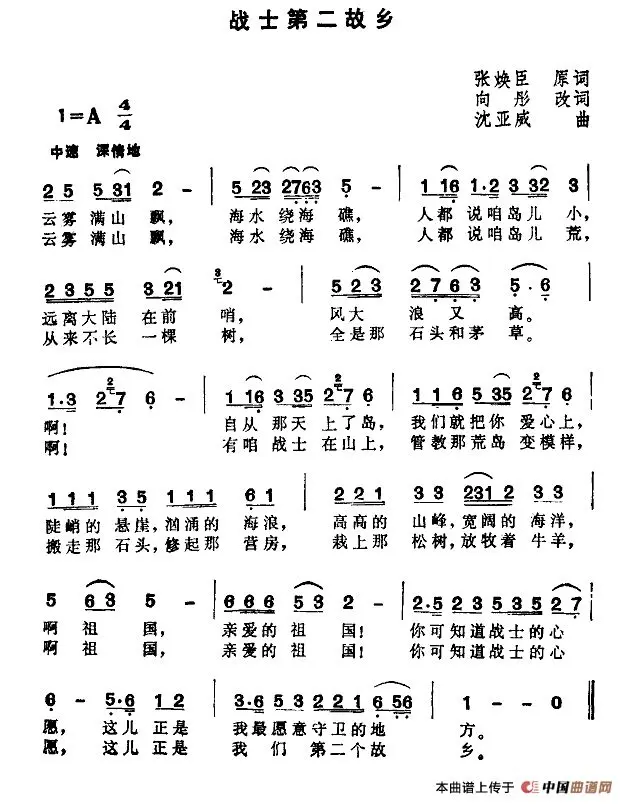 战士第二故乡
张焕臣 原词
向 彤 改词
沈亚威 曲
1=A 4/4
中速 深情地
2 5 5 31 2 - | 5 23 2763 5 - | 1 16 1·2 3 32 3 |
云雾满山飘, 海水绕海礁, 人都说咱岛儿小,
云雾满山飘, 海水绕海礁, 人都说咱岛儿荒,
2 3 5 5 3 21 3 2 - | 5 2 3 2 7 6 3 5 · 6 |
远离大陆在前哨, 风大浪又高。
从来不长一棵树, 全是那石头和茅草。
1·3 2 2 7 6 | 1 16 3 35 2·7 2 6 | 1 1 6 5 35 2·7 2 6 |
啊! 自从那天上了岛, 我们就把你爱心上,
啊! 有咱战士在山上, 管教那荒岛变模样,
1 1 1 3 5 1 1 1 6 1 | 2 2 1 3 3 2 3 1 2 3 3 |
陡峭的悬崖,汹涌的海浪, 高高的山峰,宽阔的海洋,
搬走那石头,修起那营房, 栽上那松树,放牧着牛羊,
5 6 3 5 - | 6 6 6 5 3 2 - | 2·5 2 3 5 3 5 2 7 |
啊祖国, 亲爱的祖国! 你可知道战士的心
啊祖国, 亲爱的祖国! 你可知道战士的心
6 - 5·6 1 2 | 3·6 5 3 2 2 1 6 56 | 1 - - 0 ‖
愿, 这儿正是 我最愿意守卫的地方。
愿, 这儿正是 我们第二个故乡。
本曲谱上传于 中国曲谱网